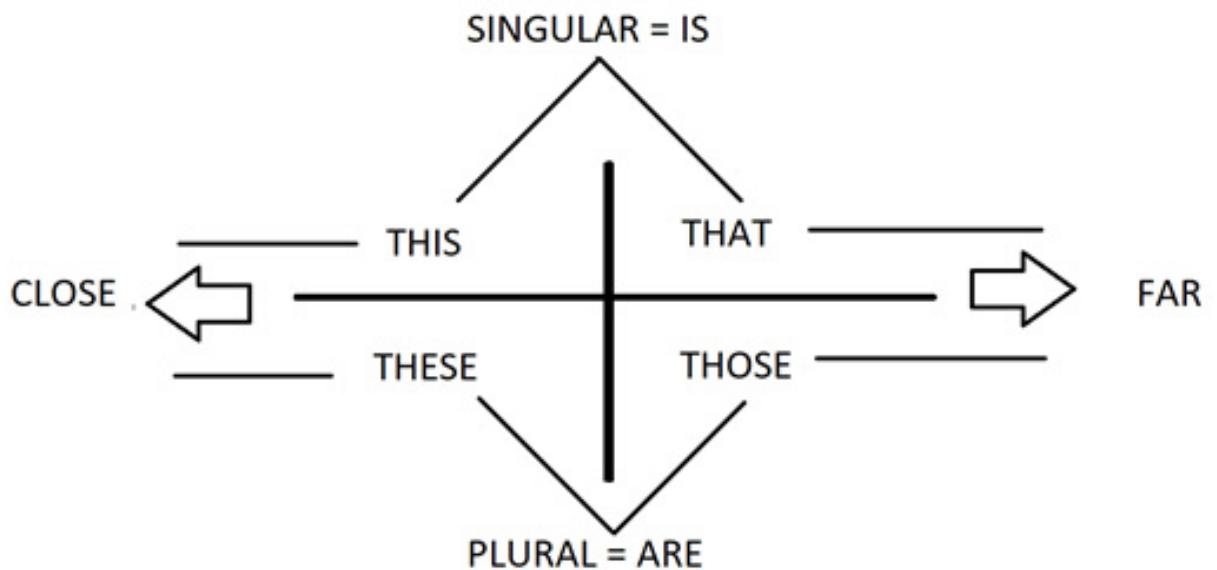 SINGULAR = IS
THIS THAT
CLOSE FAR
THESE THOSE
PLURAL = ARE